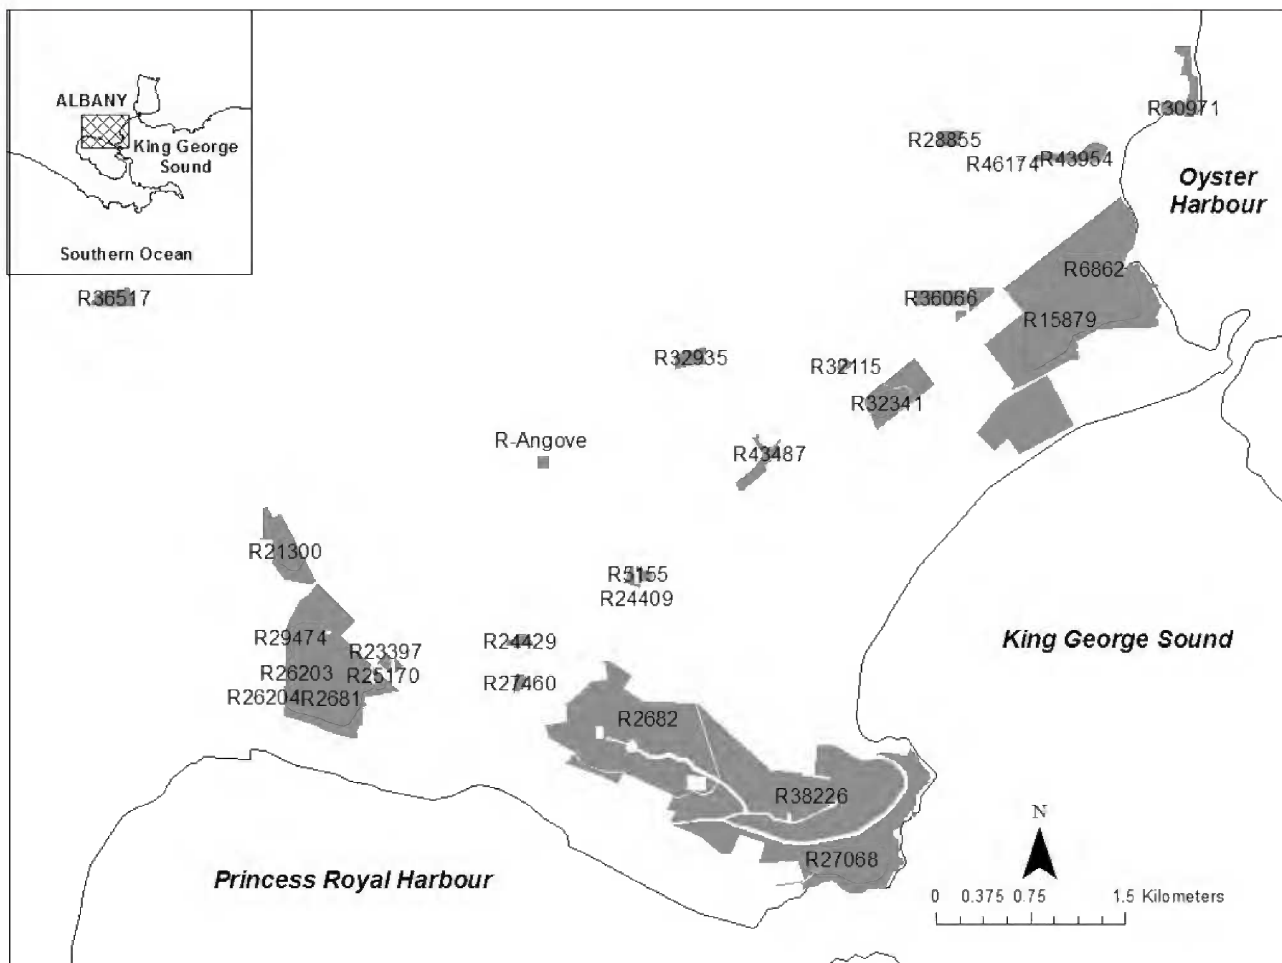 ALBANY
King George
Sound
Southern Ocean
R30971
R28855
R46174
R43954
Oyster
Harbour
R6862
R36517
R36066
R15879
R32935
R32115
R32341
R-Angove
R43487
R21300
R5155
R24409
R29474
R24429
King George Sound
R23397
R26203
R25170
R27460
R26204
R2681
R2682
R38226
N
R27068
Princess Royal Harbour
0 0.375 0.75 1.5 Kilometers